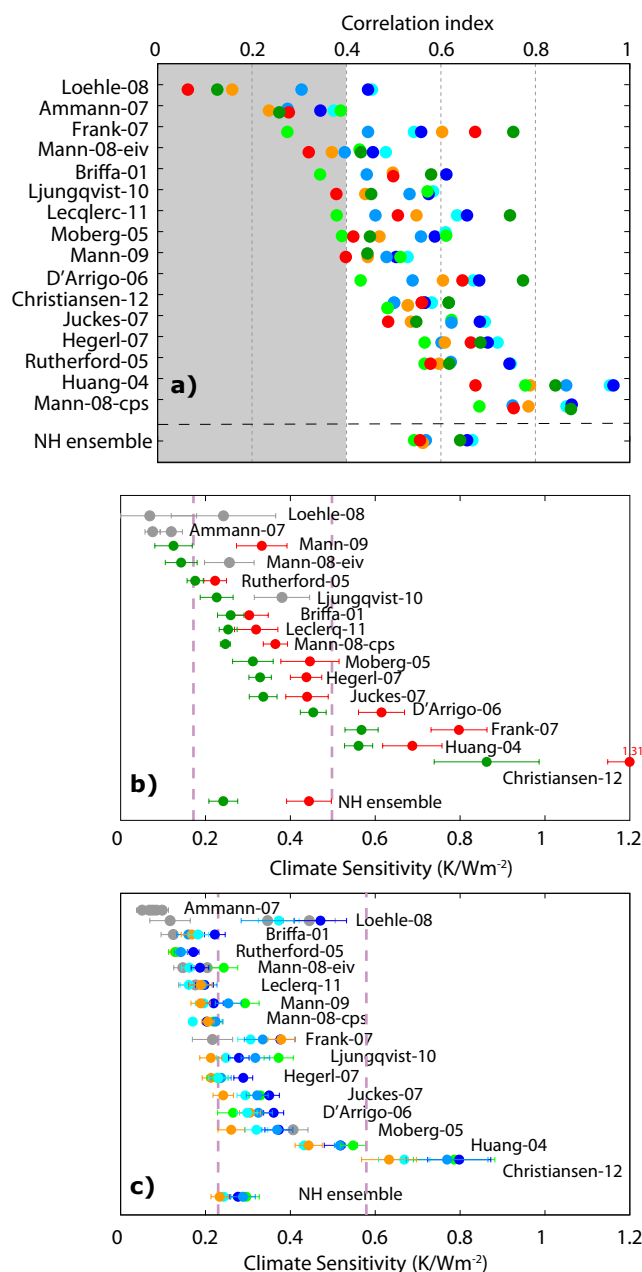 Correlation index
0 0.2 0.4 0.6 0.8 1
Loehle-08
Ammann-07
Frank-07
Mann-08-eiv
Briffa-01
Ljungqvist-10
Lecqlerc-11
Moberg-05
Mann-09
D'Arrigo-06
Christiansen-12
Juckes-07
Hegerl-07
Rutherford-05
Huang-04
a)
Mann-08-cps
NH ensemble
Loehle-08
Ammann-07
Mann-09
Mann-08-eiv
Rutherford-05
Ljungqvist-10
Briffa-01
Leclerq-11
Mann-08-cps
Moberg-05
Hegerl-07
Juckes-07
D'Arrigo-06
Frank-07
Huang-04
1.31
Christiansen-12
b)
NH ensemble
0 0.2 0.4 0.6 0.8 1 1.2
Climate Sensitivity (K/Wm-2)
Ammann-07
Loehle-08
Briffa-01
Rutherford-05
Mann-08-eiv
Leclerq-11
Mann-09
Mann-08-cps
Frank-07
Ljungqvist-10
Hegerl-07
Juckes-07
D'Arrigo-06
Moberg-05
Huang-04
Christiansen-12
c)
NH ensemble
0 0.2 0.4 0.6 0.8 1 1.2
Climate Sensitivity (K/Wm-2)